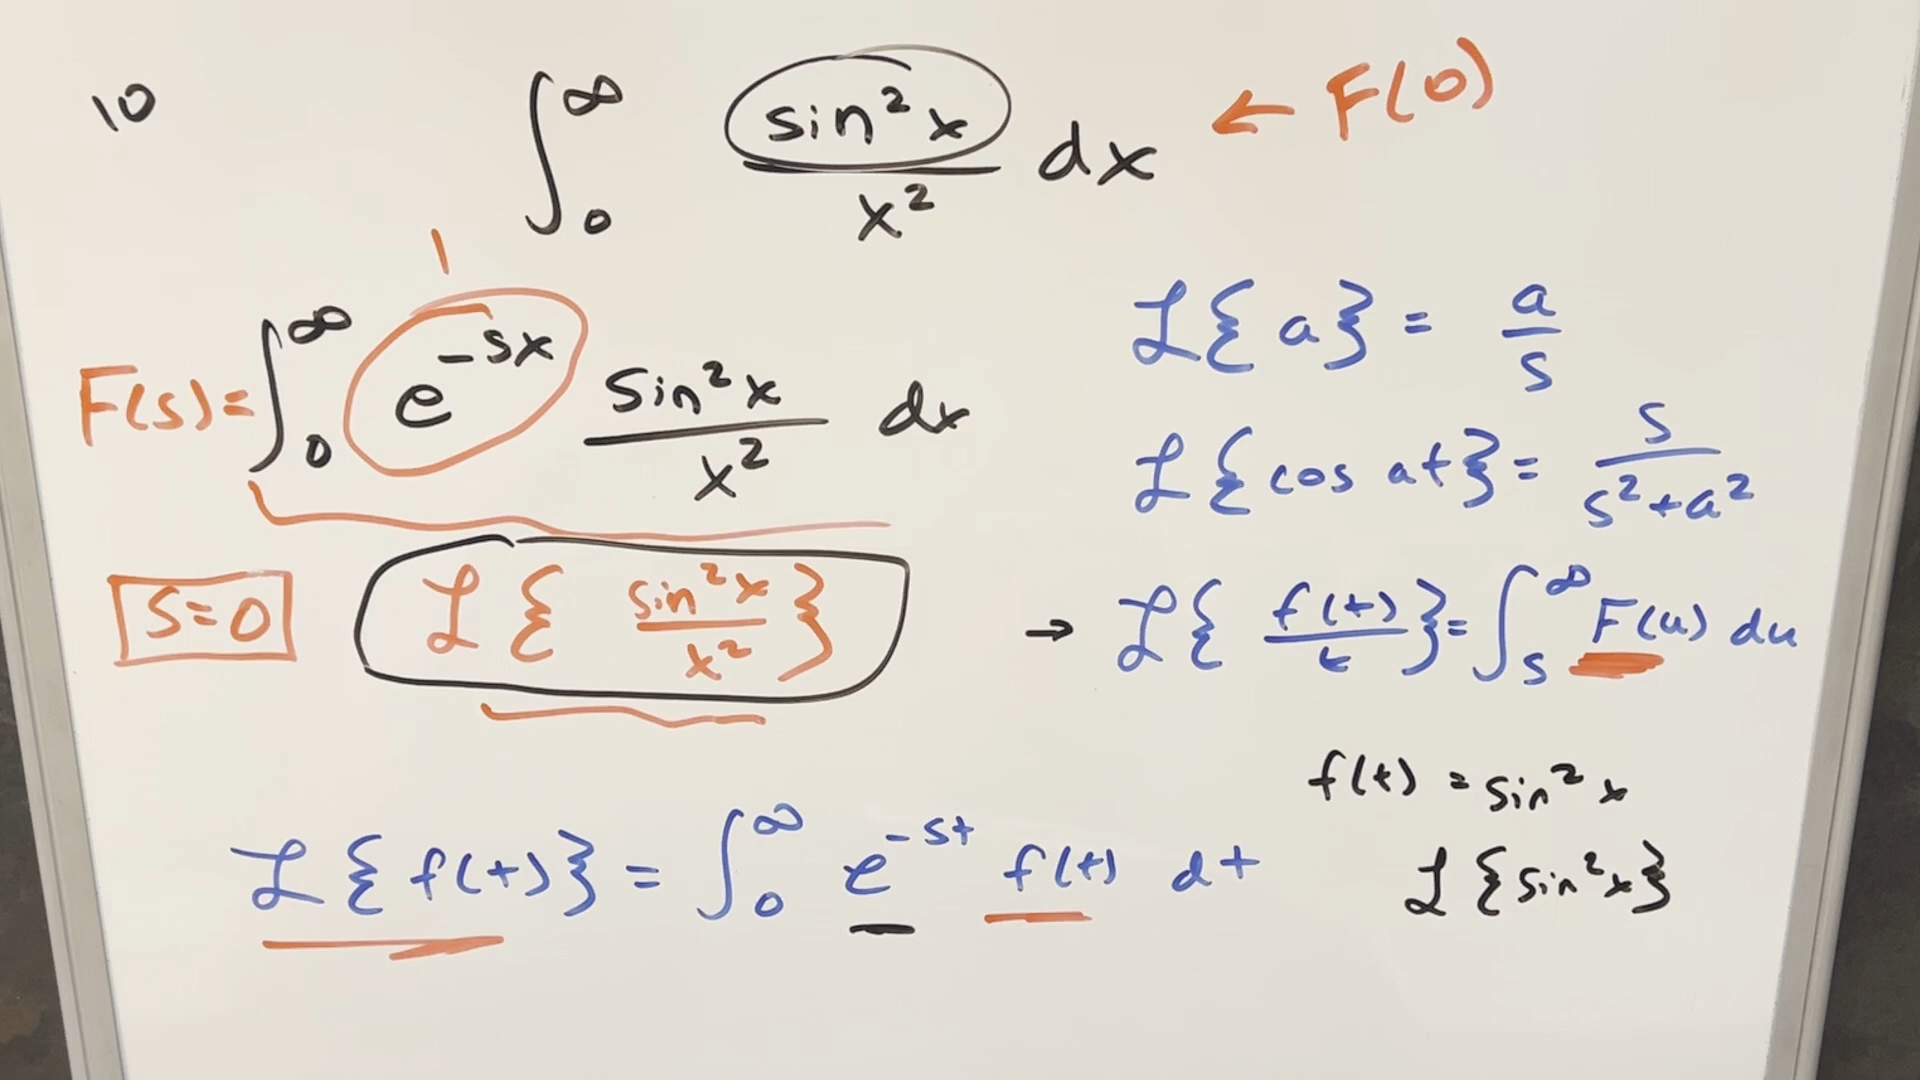 10
∫₀^∞ sin²x / x² dx ← F(0)
1
F(s) = ∫₀^∞ e^(-sx) sin²x / x² dx
s=0
ℒ{ sin²x / x² }
ℒ{f(t)} = ∫₀^∞ e^(-st) f(t) dt
ℒ{a} = a / s
ℒ{cos at} = s / (s²+a²)
→ ℒ{ f(t) / t } = ∫ₛ^∞ F(u) du
f(t) = sin²x
ℒ{sin²x}